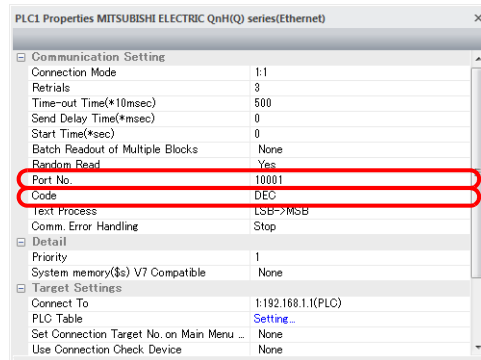 PLC1 Properties MITSUBISHI ELECTRIC QnH(Q) series(Ethernet)
Communication Setting
Connection Mode 1:1
Retrials 3
Time-out Time(*10msec) 500
Send Delay Time(*msec) 0
Start Time(*sec) 0
Batch Readout of Multiple Blocks None
Random Read Yes
Port No. 10001
Code DEC
Text Process LSB->MSB
Comm. Error Handling Stop
Detail
Priority 1
System memory($s) V7 Compatible None
Target Settings
Connect To 1:192.168.1.1(PLC)
PLC Table Setting...
Set Connection Target No. on Main Menu ... None
Use Connection Check Device None